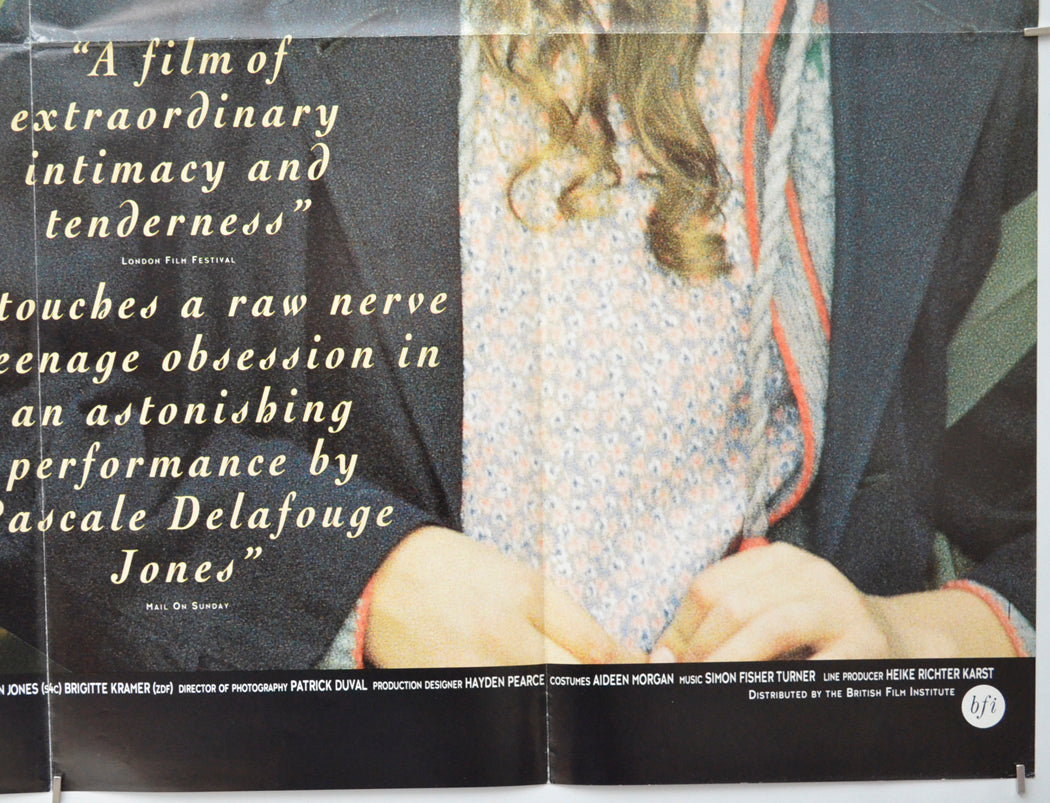 “A film of
extraordinary
intimacy and
tenderness”
London Film Festival
touches a raw nerve
eenage obsession in
an astonishing
performance by
Pascale Delafouge
Jones”
Mail On Sunday
N JONES (S4C) BRIGITTE KRAMER (ZDF) DIRECTOR OF PHOTOGRAPHY PATRICK DUVAL PRODUCTION DESIGNER HAYDEN PEARCE COSTUMES AIDEEN MORGAN MUSIC SIMON FISHER TURNER LINE PRODUCER HEIKE RICHTER KARST
Distributed by the British Film Institute
bfi